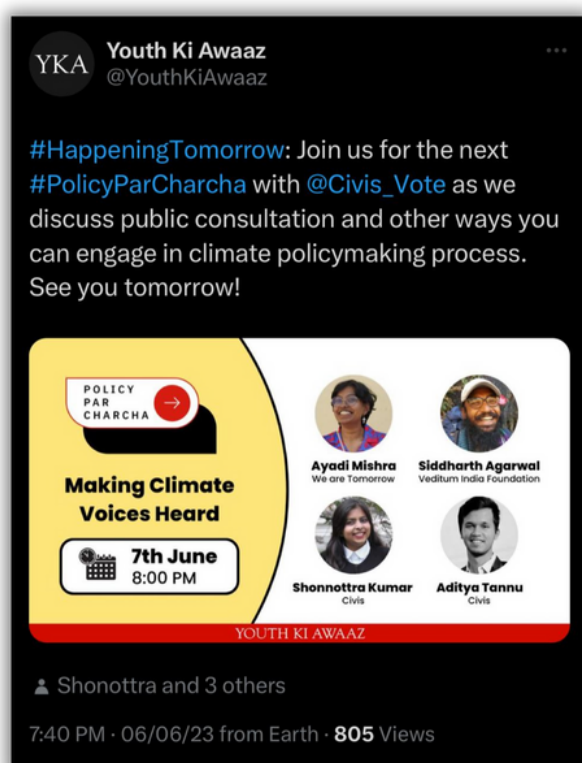 YKA
Youth Ki Awaaz
@YouthKiAwaaz
#HappeningTomorrow: Join us for the next
#PolicyParCharcha with @Civis_Vote as we
discuss public consultation and other ways you
can engage in climate policymaking process.
See you tomorrow!
POLICY
PAR
CHARCHA
Making Climate
Voices Heard
7th June
8:00 PM
Ayadi Mishra
We are Tomorrow
Siddharth Agarwal
Veditum India Foundation
Shonnottra Kumar
Civis
Aditya Tannu
Civis
YOUTH KI AWAAZ
Shonottra and 3 others
7:40 PM · 06/06/23 from Earth · 805 Views